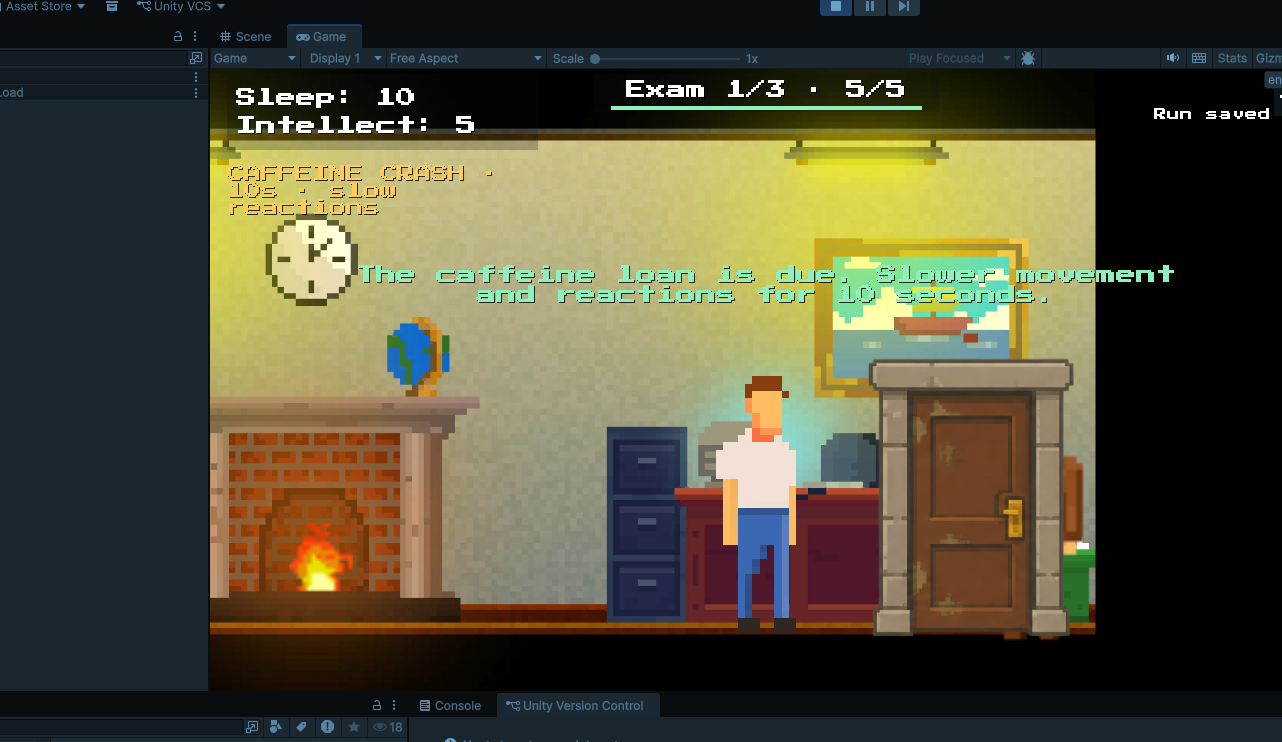 Asset Store
Unity VCS
Scene
Game
Game
Display 1
Free Aspect
Scale
1x
Play Focused
Stats
Sleep: 10
Intellect: 5
Exam 1/3 · 5/5
Run saved
CAFFEINE CRASH ·
10s · slow
reactions
The caffeine loan is due. Slower movement
and reactions for 10 seconds.
Console
Unity Version Control
18